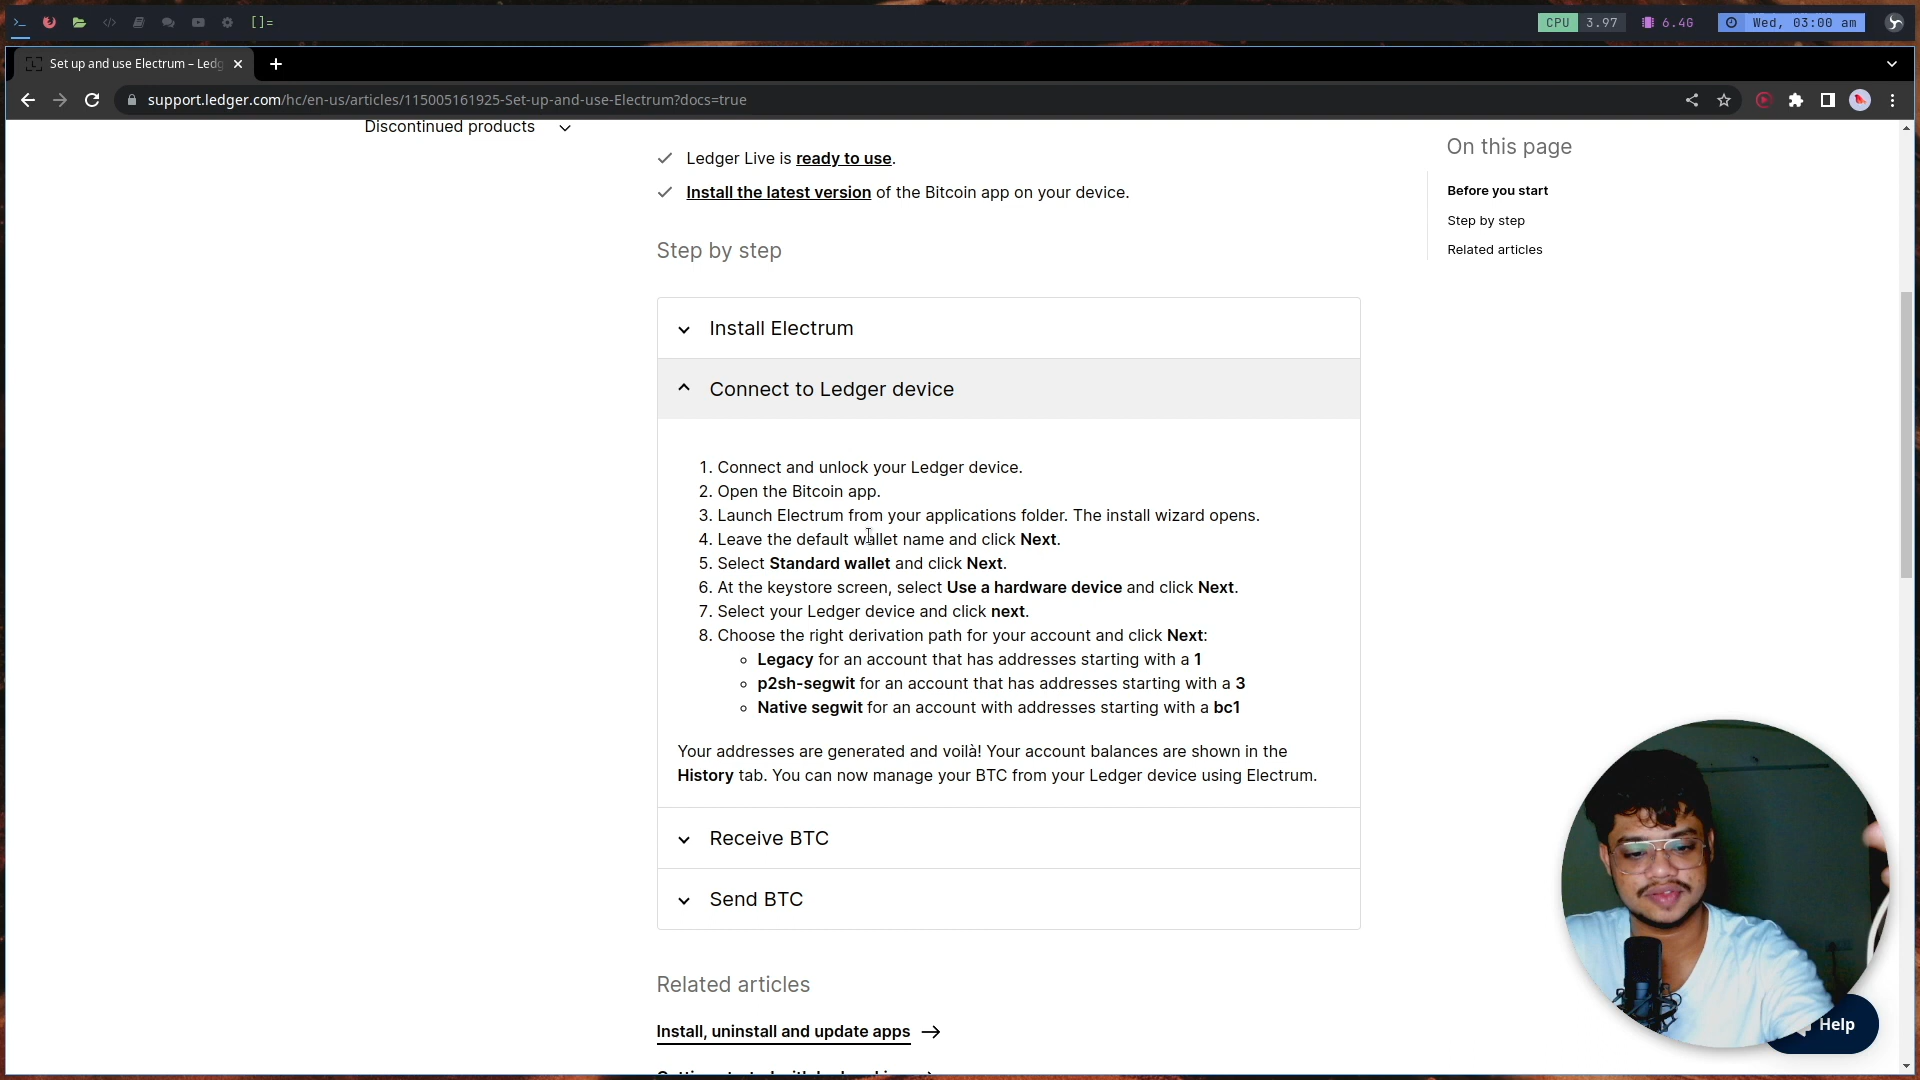 []=
CPU 3.97
6.4G
Wed, 03:00 am
Set up and use Electrum – Ledg
support.ledger.com/hc/en-us/articles/115005161925-Set-up-and-use-Electrum?docs=true
Discontinued products
Ledger Live is ready to use.
Install the latest version of the Bitcoin app on your device.
Step by step
Install Electrum
Connect to Ledger device
1. Connect and unlock your Ledger device.
2. Open the Bitcoin app.
3. Launch Electrum from your applications folder. The install wizard opens.
4. Leave the default wallet name and click Next.
5. Select Standard wallet and click Next.
6. At the keystore screen, select Use a hardware device and click Next.
7. Select your Ledger device and click next.
8. Choose the right derivation path for your account and click Next:
Legacy for an account that has addresses starting with a 1
p2sh-segwit for an account that has addresses starting with a 3
Native segwit for an account with addresses starting with a bc1
Your addresses are generated and voilà! Your account balances are shown in the
History tab. You can now manage your BTC from your Ledger device using Electrum.
Receive BTC
Send BTC
Related articles
Install, uninstall and update apps
On this page
Before you start
Step by step
Related articles
Help